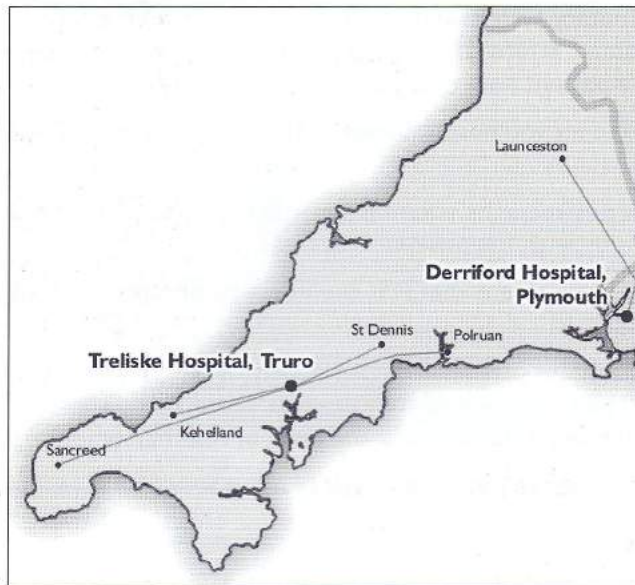 Launceston
Derriford Hospital,
Plymouth
St Dennis
Polruan
Treliske Hospital, Truro
Kehelland
Sancreed